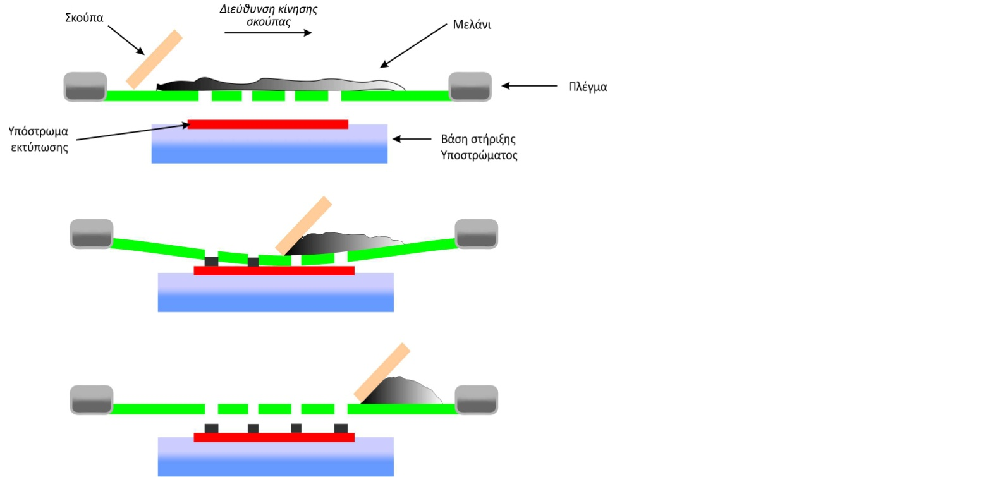 Διεύθυνση κίνησης
σκούπας
Σκούπα
Μελάνι
Πλέγμα
Υπόστρωμα
εκτύπωσης
Βάση στήριξης
Υποστρώματος